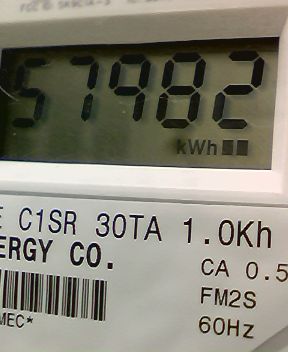 57982
kWh
E C1SR 30TA 1.0Kh
ERGY CO.
CA 0.5
FM2S
MEC*
60Hz